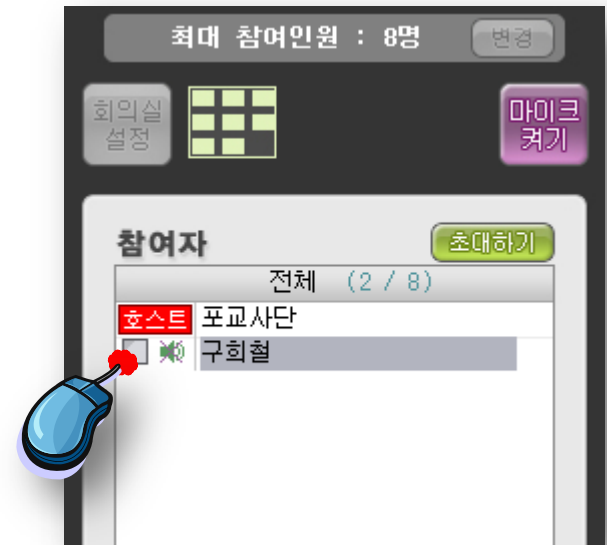 최대 참여인원 : 8명 변경
회의실
설정
마이크
켜기
참여자 초대하기
전체 (2 / 8)
호스트 포교사단
구희철